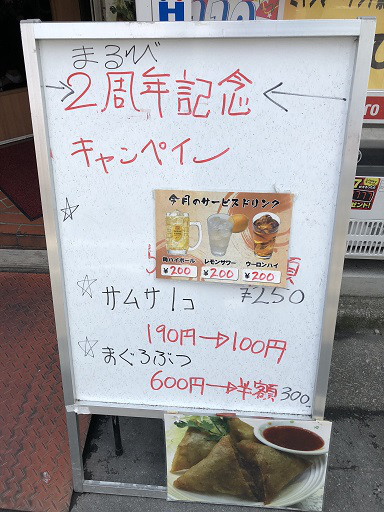 まるび
2周年記念
キャンペイン
今月のサービスドリンク
角ハイボール レモンサワー ウーロンハイ
¥200 ¥200 ¥200
¥250
サムサ1コ
190円→100円
まぐろぶつ
600円→半額 300